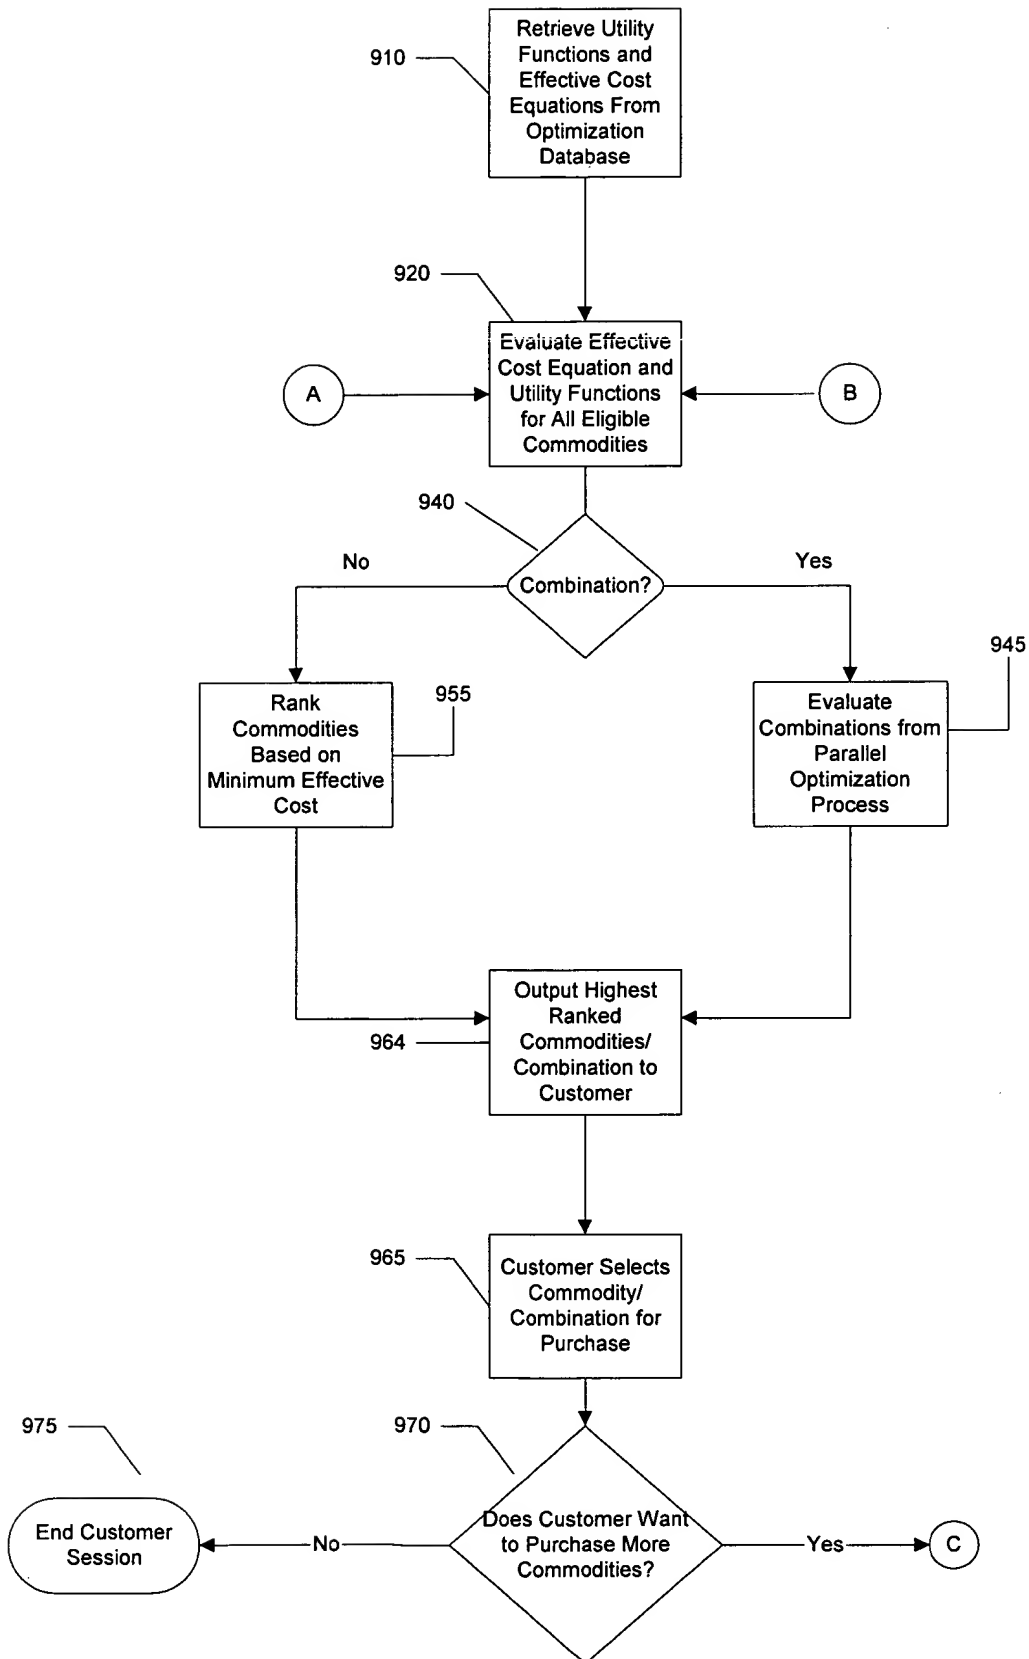 Retrieve Utility
Functions and
Effective Cost
Equations From
Optimization
Database
910
920
Evaluate Effective
Cost Equation and
Utility Functions
for All Eligible
Commodities
A
B
940
No
Combination?
Yes
945
955
Rank
Commodities
Based on
Minimum Effective
Cost
Evaluate
Combinations from
Parallel
Optimization
Process
964
Output Highest
Ranked
Commodities/
Combination to
Customer
965
Customer Selects
Commodity/
Combination for
Purchase
975
970
End Customer
Session
No
Does Customer Want
to Purchase More
Commodities?
Yes
C